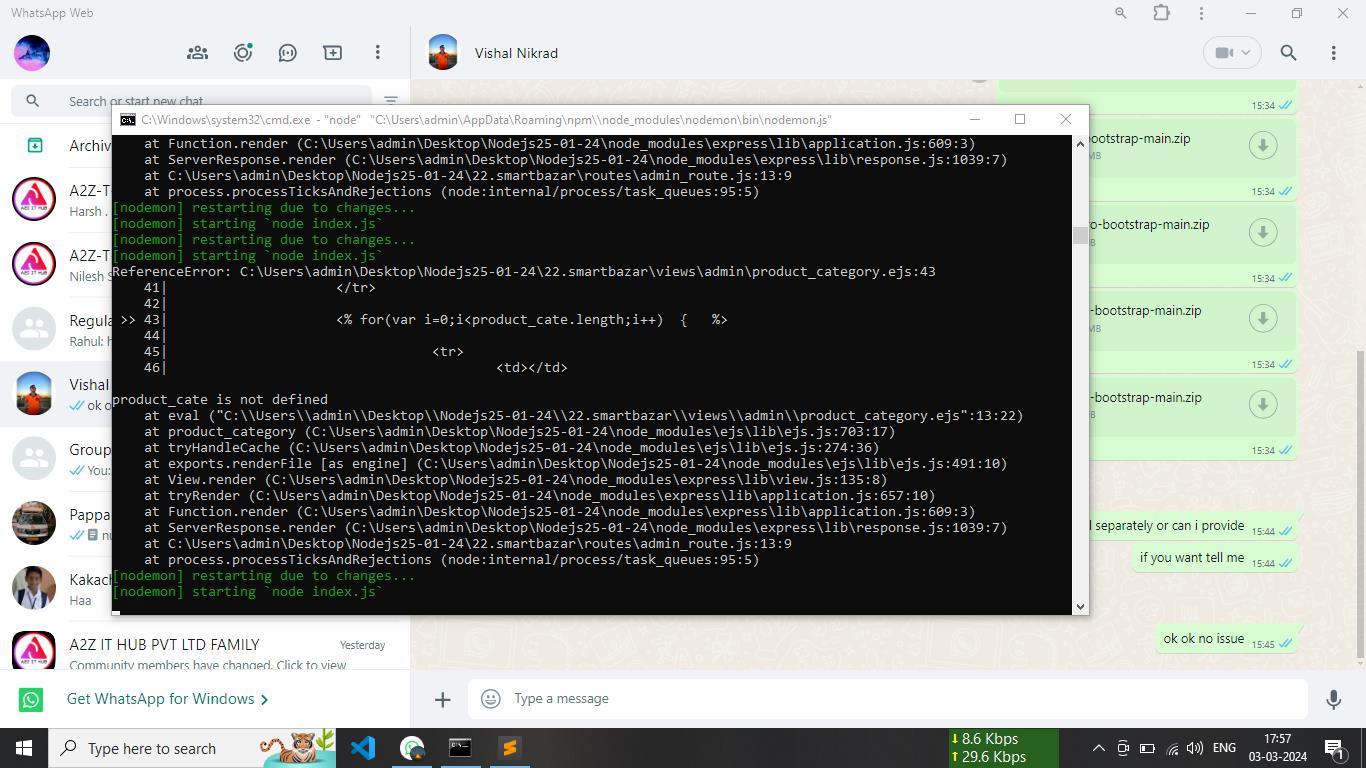 WhatsApp Web
Vishal Nikrad
Search or start new chat
Archiv
A2Z-T
Harsh .
A2Z-T
Nilesh S
Regula
Rahul: h
Vishal
ok o
Group
You:
Pappa
nu
Kakach
Haa
A2Z IT HUB PVT LTD FAMILY
Yesterday
Community members have changed. Click to view
Get WhatsApp for Windows
C:\Windows\system32\cmd.exe - "node" "C:\Users\admin\AppData\Roaming\npm\\node_modules\nodemon\bin\nodemon.js"
at Function.render (C:\Users\admin\Desktop\Nodejs25-01-24\node_modules\express\lib\application.js:609:3)
at ServerResponse.render (C:\Users\admin\Desktop\Nodejs25-01-24\node_modules\express\lib\response.js:1039:7)
at C:\Users\admin\Desktop\Nodejs25-01-24\22.smartbazar\routes\admin_route.js:13:9
at process.processTicksAndRejections (node:internal/process/task_queues:95:5)
[nodemon] restarting due to changes...
[nodemon] starting `node index.js`
[nodemon] restarting due to changes...
[nodemon] starting `node index.js`
ReferenceError: C:\Users\admin\Desktop\Nodejs25-01-24\22.smartbazar\views\admin\product_category.ejs:43
41| </tr>
42|
>> 43| <% for(var i=0;i<product_cate.length;i++) { %>
44|
45| <tr>
46| <td></td>
product_cate is not defined
at eval ("C:\\Users\\admin\\Desktop\\Nodejs25-01-24\\22.smartbazar\\views\\admin\\product_category.ejs":13:22)
at product_category (C:\Users\admin\Desktop\Nodejs25-01-24\node_modules\ejs\lib\ejs.js:703:17)
at tryHandleCache (C:\Users\admin\Desktop\Nodejs25-01-24\node_modules\ejs\lib\ejs.js:274:36)
at exports.renderFile [as engine] (C:\Users\admin\Desktop\Nodejs25-01-24\node_modules\ejs\lib\ejs.js:491:10)
at View.render (C:\Users\admin\Desktop\Nodejs25-01-24\node_modules\express\lib\view.js:135:8)
at tryRender (C:\Users\admin\Desktop\Nodejs25-01-24\node_modules\express\lib\application.js:657:10)
at Function.render (C:\Users\admin\Desktop\Nodejs25-01-24\node_modules\express\lib\application.js:609:3)
at ServerResponse.render (C:\Users\admin\Desktop\Nodejs25-01-24\node_modules\express\lib\response.js:1039:7)
at C:\Users\admin\Desktop\Nodejs25-01-24\22.smartbazar\routes\admin_route.js:13:9
at process.processTicksAndRejections (node:internal/process/task_queues:95:5)
[nodemon] restarting due to changes...
[nodemon] starting `node index.js`
15:34
bootstrap-main.zip
MB
15:34
o-bootstrap-main.zip
15:34
-bootstrap-main.zip
MB
15:34
-bootstrap-main.zip
15:34
separately or can i provide
15:44
if you want tell me
15:44
ok ok no issue
15:45
Type a message
Type here to search
8.6 Kbps
29.6 Kbps
ENG
17:57
03-03-2024
1